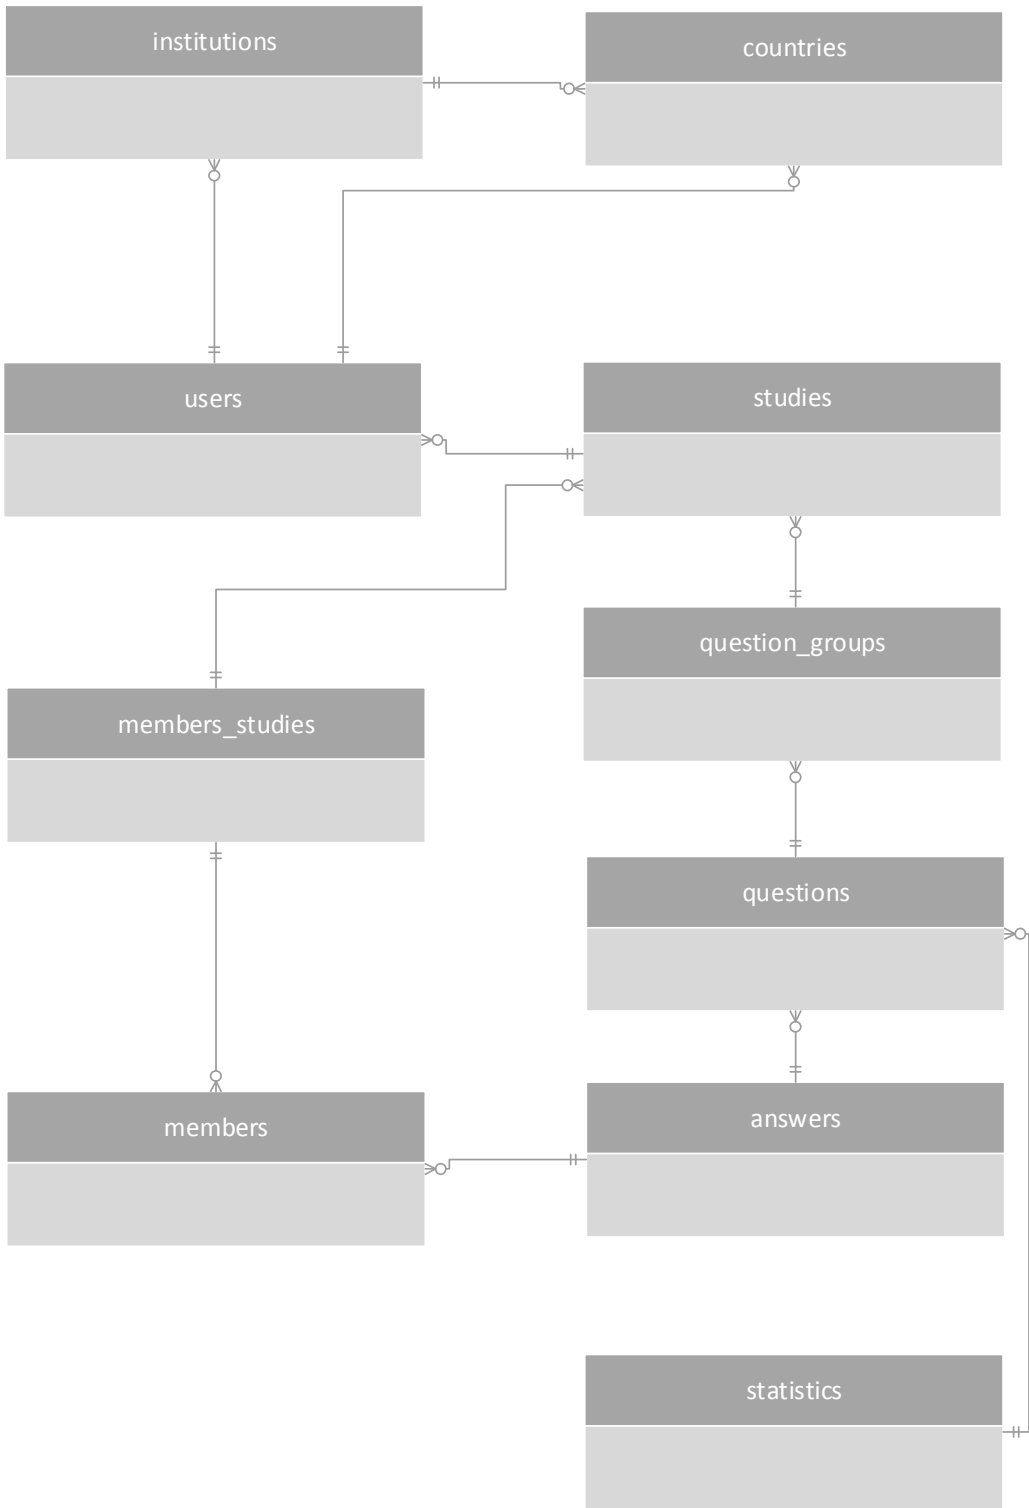 institutions
countries
users
studies
question_groups
members_studies
questions
members
answers
statistics